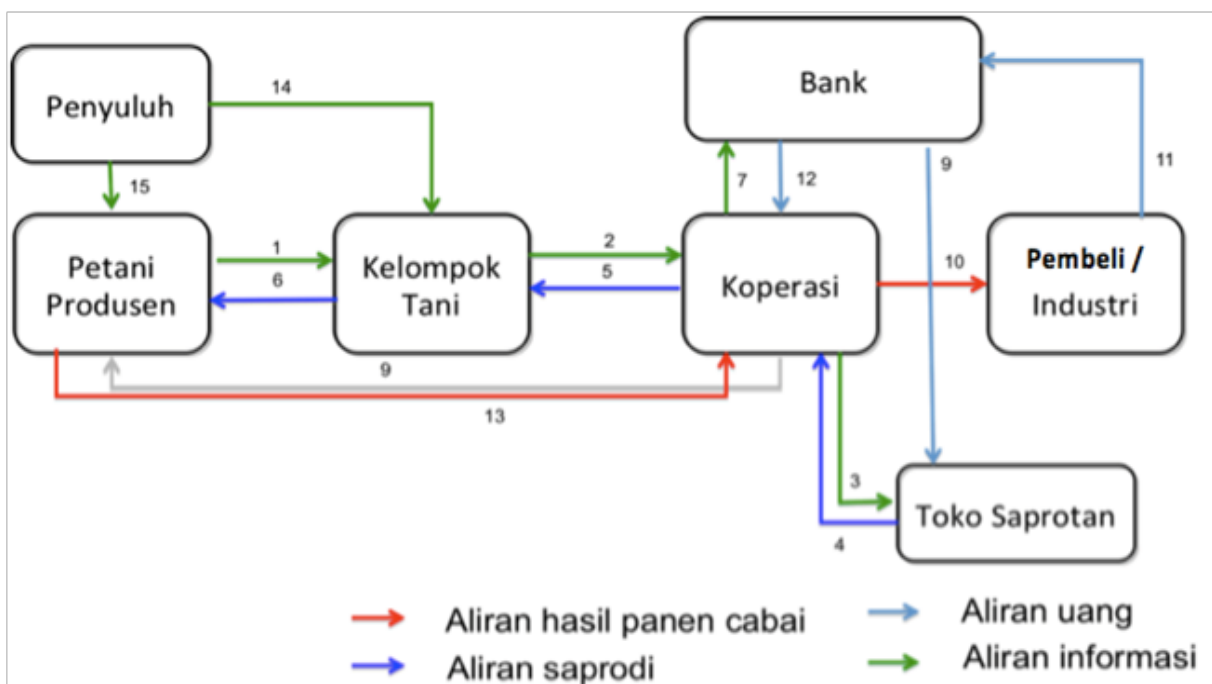 Penyuluh
14
15
Bank
7
12
9
11
Petani
Produsen
1
6
Kelompok
Tani
2
5
Koperasi
10
Pembeli /
Industri
9
13
3
4
Toko Saprotan
Aliran hasil panen cabai
Aliran saprodi
Aliran uang
Aliran informasi